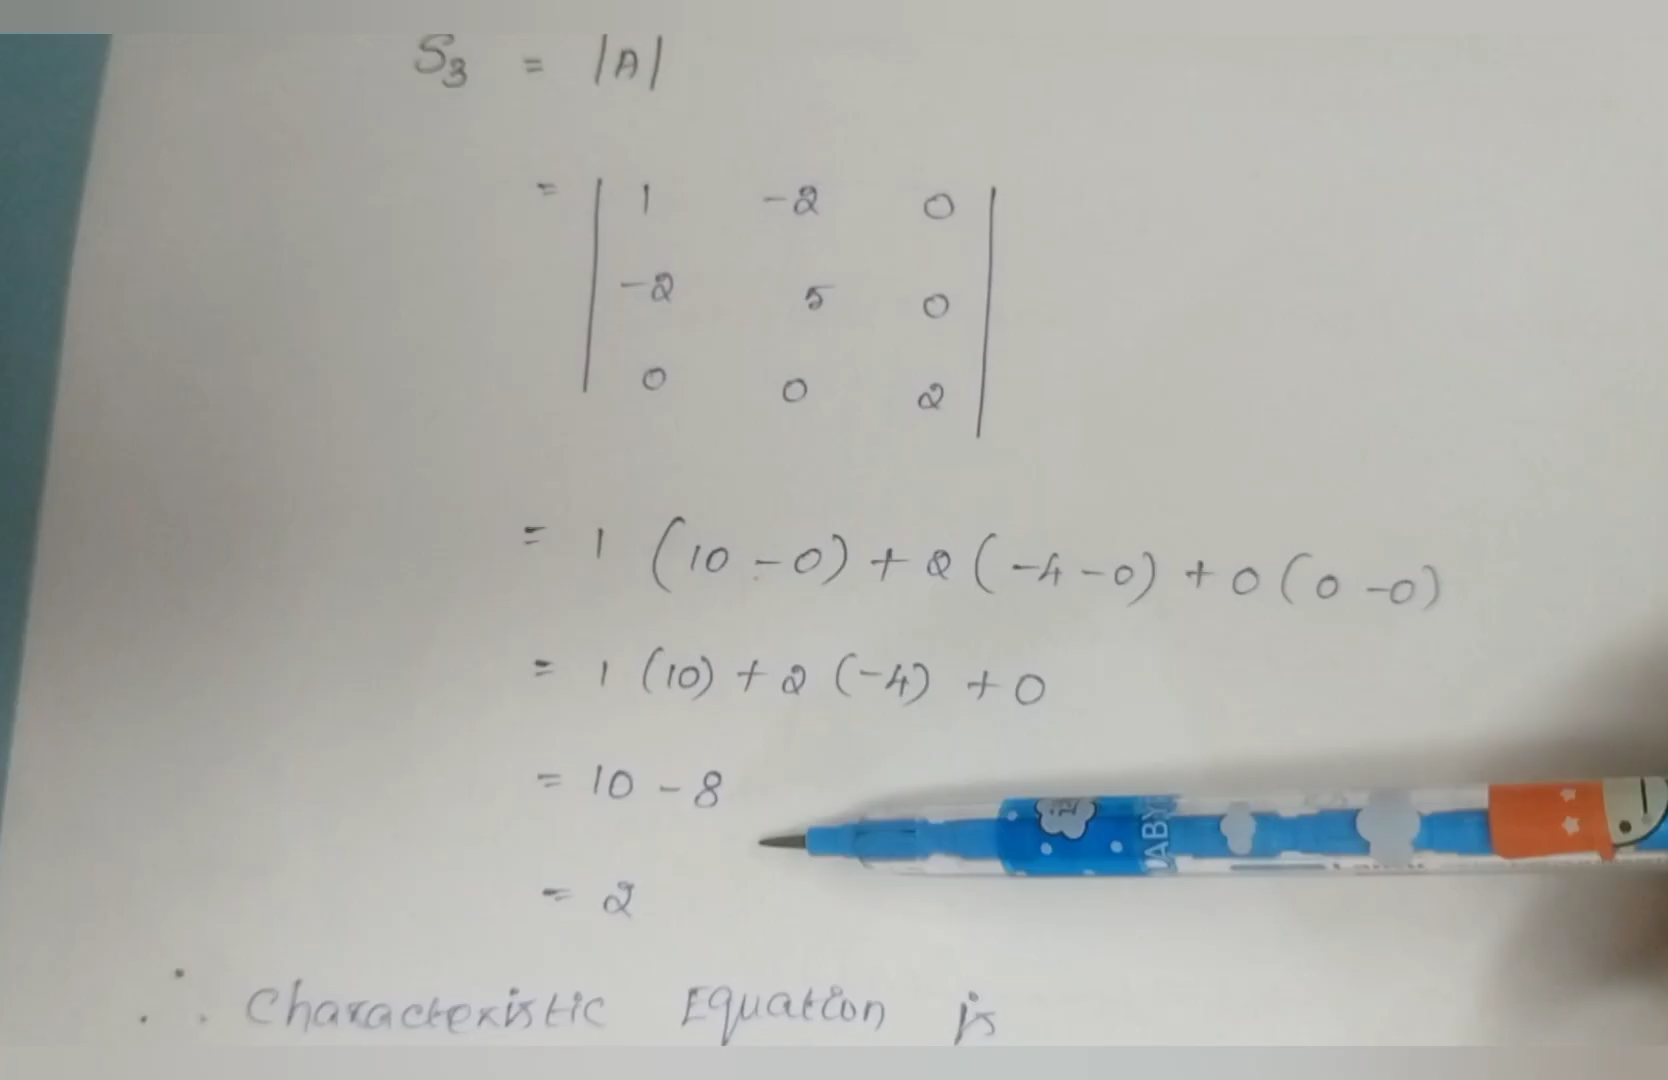 S3 = |A|
= | 1 -2 0 |
-2 5 0
0 0 2
= 1 (10 - 0) + 2 (-4 - 0) + 0 (0 - 0)
= 1 (10) + 2 (-4) + 0
= 10 - 8
= 2
∴ Characteristic Equation is